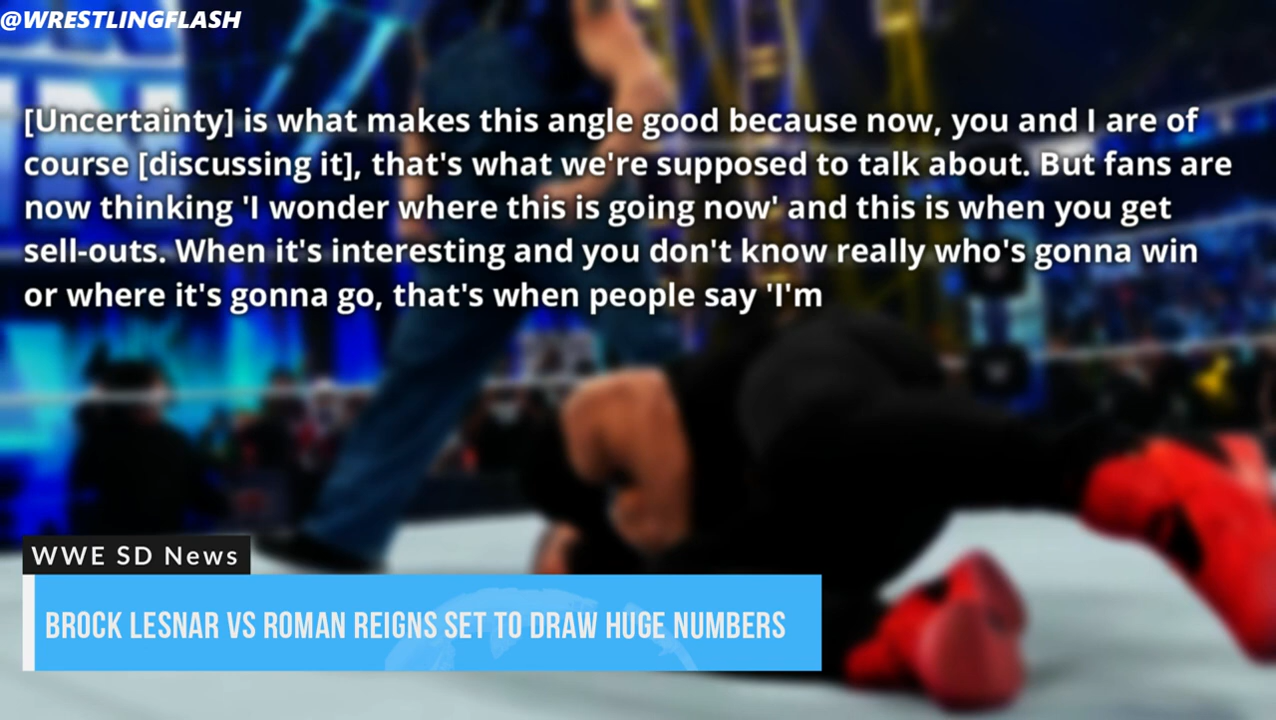 @WRESTLINGFLASH
[Uncertainty] is what makes this angle good because now, you and I are of
course [discussing it], that's what we're supposed to talk about. But fans are
now thinking 'I wonder where this is going now' and this is when you get
sell-outs. When it's interesting and you don't know really who's gonna win
or where it's gonna go, that's when people say 'I'm
WWE SD News
BROCK LESNAR VS ROMAN REIGNS SET TO DRAW HUGE NUMBERS